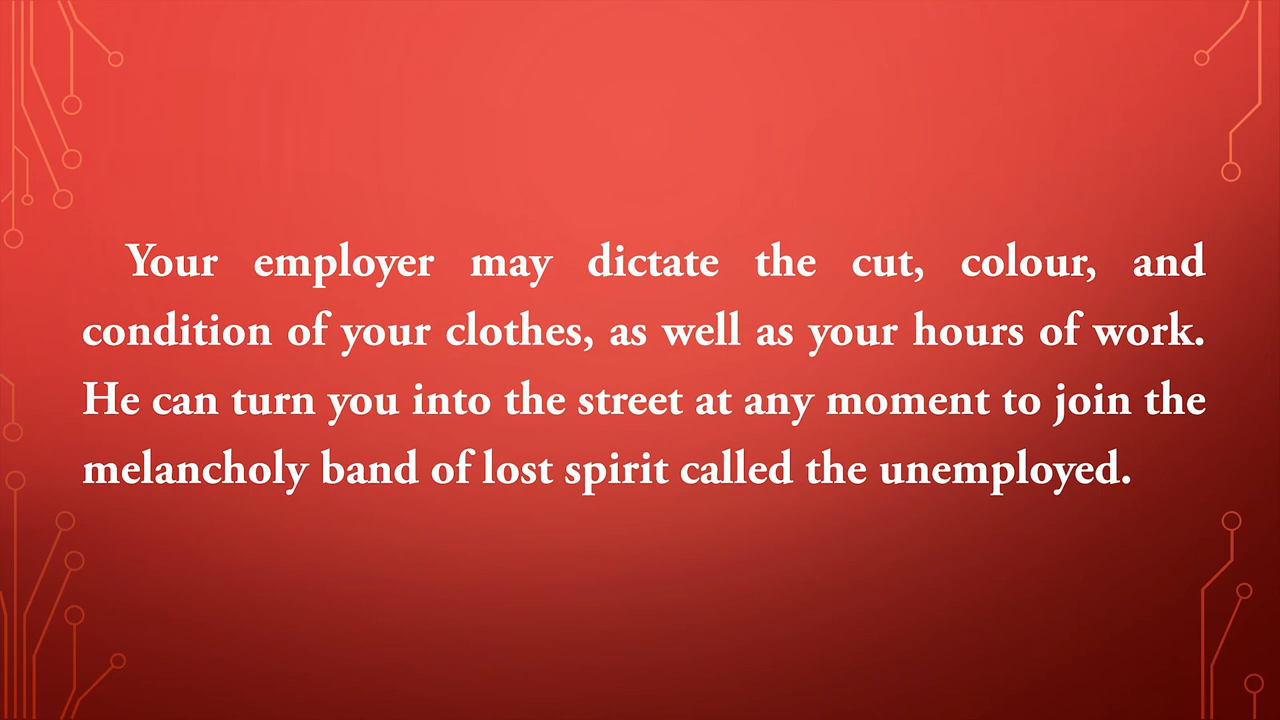 Your employer may dictate the cut, colour, and
condition of your clothes, as well as your hours of work.
He can turn you into the street at any moment to join the
melancholy band of lost spirit called the unemployed.